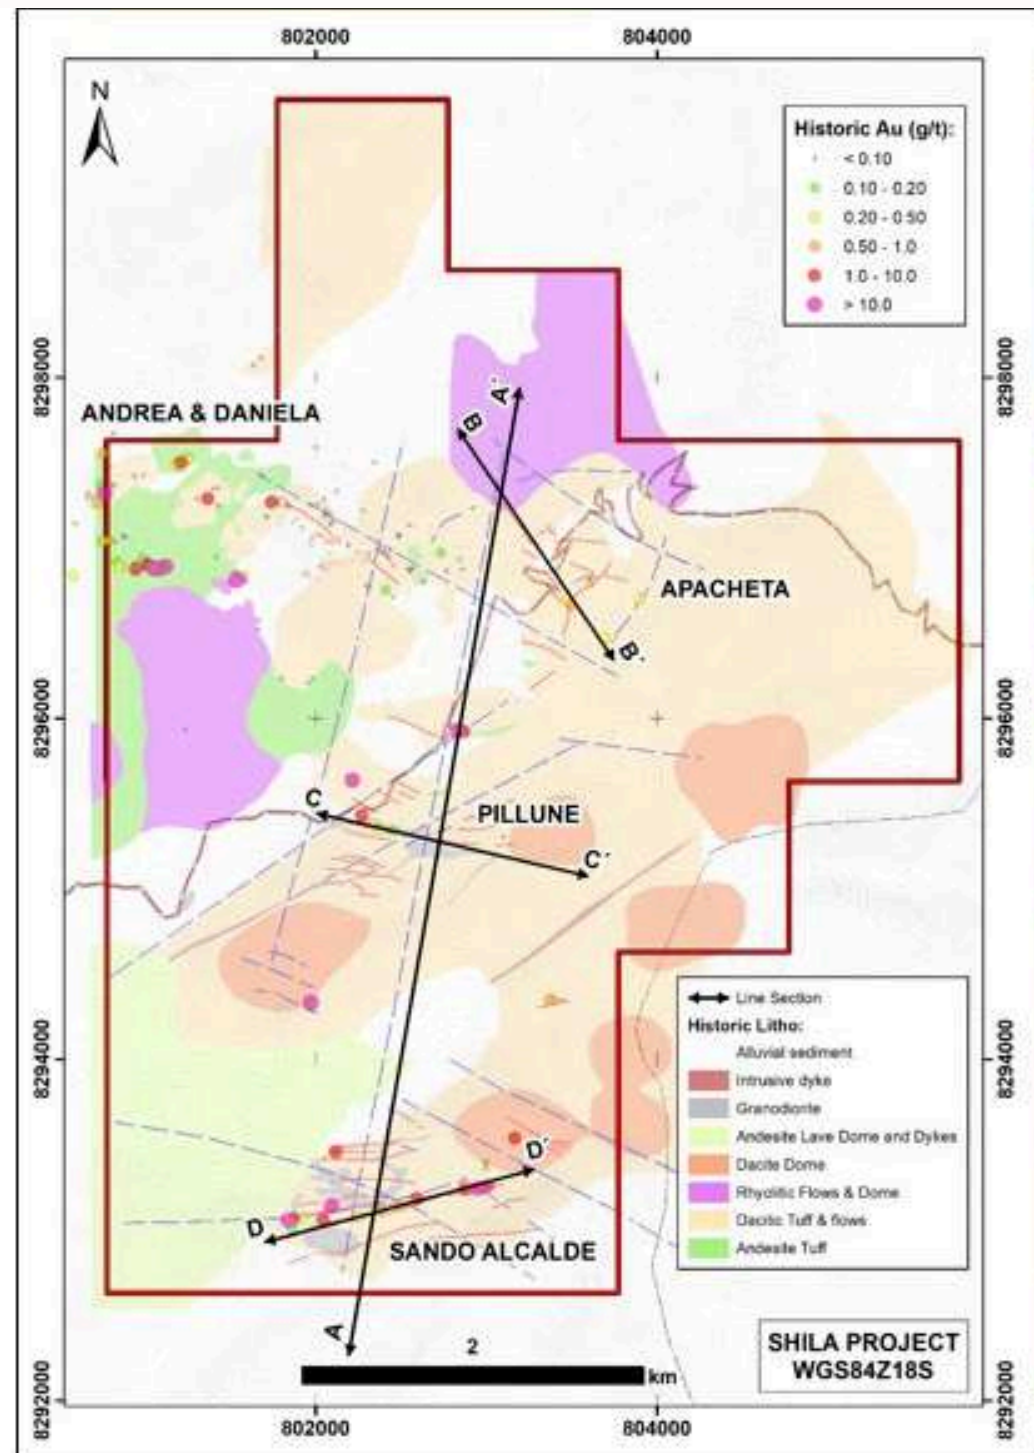 802000
804000
N
Historic Au (g/t):
< 0.10
0.10 - 0.20
0.20 - 0.50
0.50 - 1.0
1.0 - 10.0
> 10.0
8298000
8298000
ANDREA & DANIELA
A´
B
APACHETA
B´
8296000
8296000
C
PILLUNE
C´
Line Section
Historic Litho:
Alluvial sediment
Intrusive dyke
Granodiorite
Andesite Lave Dome and Dykes
Dacite Dome
Rhyolitic Flows & Dome
Dacitic Tuff & flows
Andesite Tuff
8294000
8294000
D´
D
SANDO ALCALDE
A
2
km
SHILA PROJECT
WGS84Z18S
8292000
8292000
802000
804000